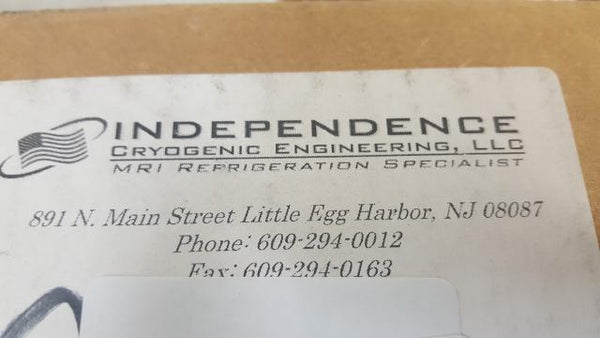 INDEPENDENCE
CRYOGENIC ENGINEERING, LLC
MRI REFRIGERATION SPECIALIST
891 N. Main Street Little Egg Harbor, NJ 08087
Phone: 609-294-0012
Fax: 609-294-0163